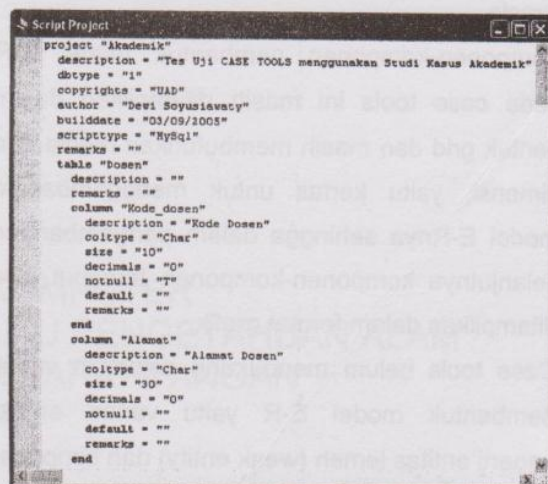 Script Project
project "Akademik"
description = "Tes Uji CASE TOOLS menggunakan Studi Kasus Akademik"
dbtype = "1"
copyrights = "UAD"
author = "Dewi Soyusiawaty"
builddate = "03/09/2005"
scripttype = "MySql"
remarks = ""
table "Dosen"
description = ""
remarks = ""
column "Kode_dosen"
description = "Kode Dosen"
coltype = "Char"
size = "10"
decimals = "0"
notnull = "T"
default = ""
remarks = ""
end
column "Alamat"
description = "Alamat Dosen"
coltype = "Char"
size = "30"
decimals = "0"
notnull = ""
default = ""
remarks = ""
end